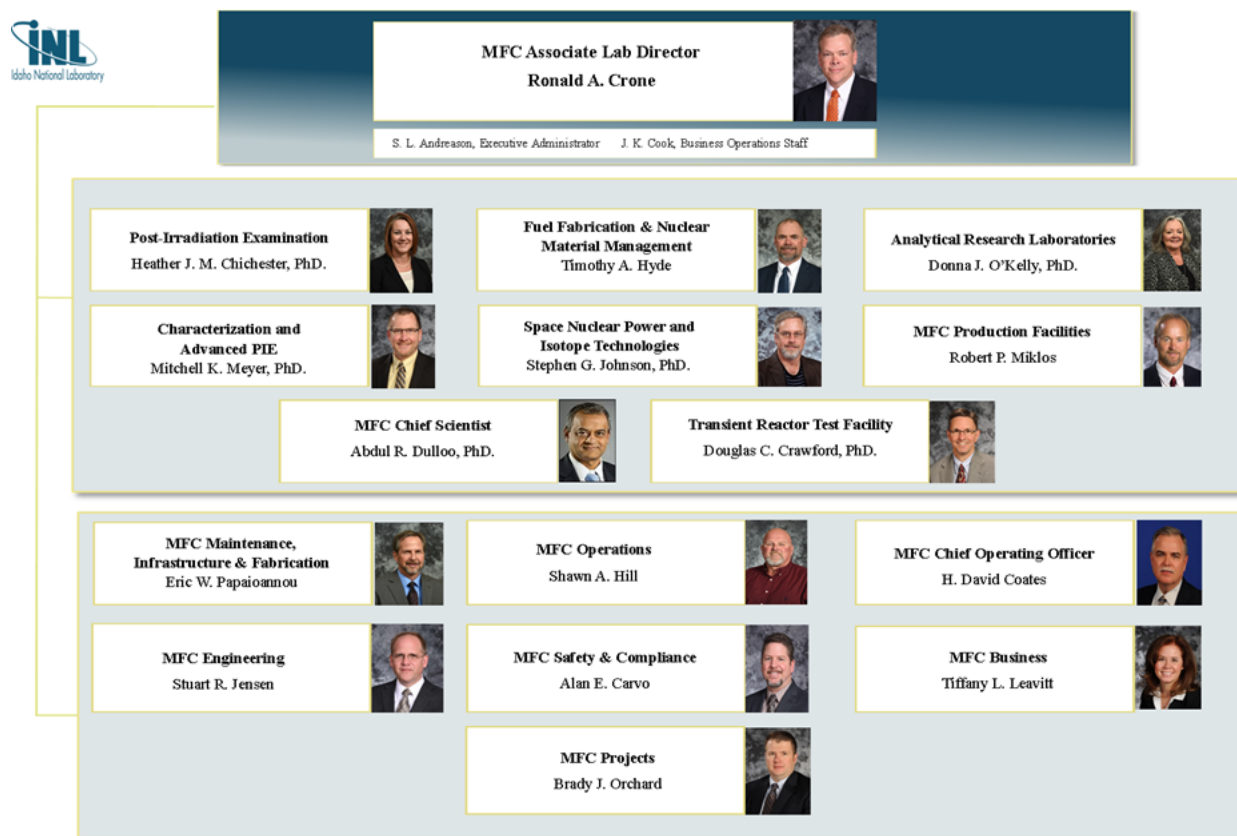 INL
Idaho National Laboratory
MFC Associate Lab Director
Ronald A. Crone
S. L. Andreason, Executive Administrator J. K. Cook, Business Operations Staff
Post-Irradiation Examination
Heather J. M. Chichester, PhD.
Fuel Fabrication & Nuclear
Material Management
Timothy A. Hyde
Analytical Research Laboratories
Donna J. O'Kelly, PhD.
Characterization and
Advanced PIE
Mitchell K. Meyer, PhD.
Space Nuclear Power and
Isotope Technologies
Stephen G. Johnson, PhD.
MFC Production Facilities
Robert P. Miklos
MFC Chief Scientist
Abdul R. Dulloo, PhD.
Transient Reactor Test Facility
Douglas C. Crawford, PhD.
MFC Maintenance,
Infrastructure & Fabrication
Eric W. Papaioannou
MFC Operations
Shawn A. Hill
MFC Chief Operating Officer
H. David Coates
MFC Engineering
Stuart R. Jensen
MFC Safety & Compliance
Alan E. Carvo
MFC Business
Tiffany L. Leavitt
MFC Projects
Brady J. Orchard